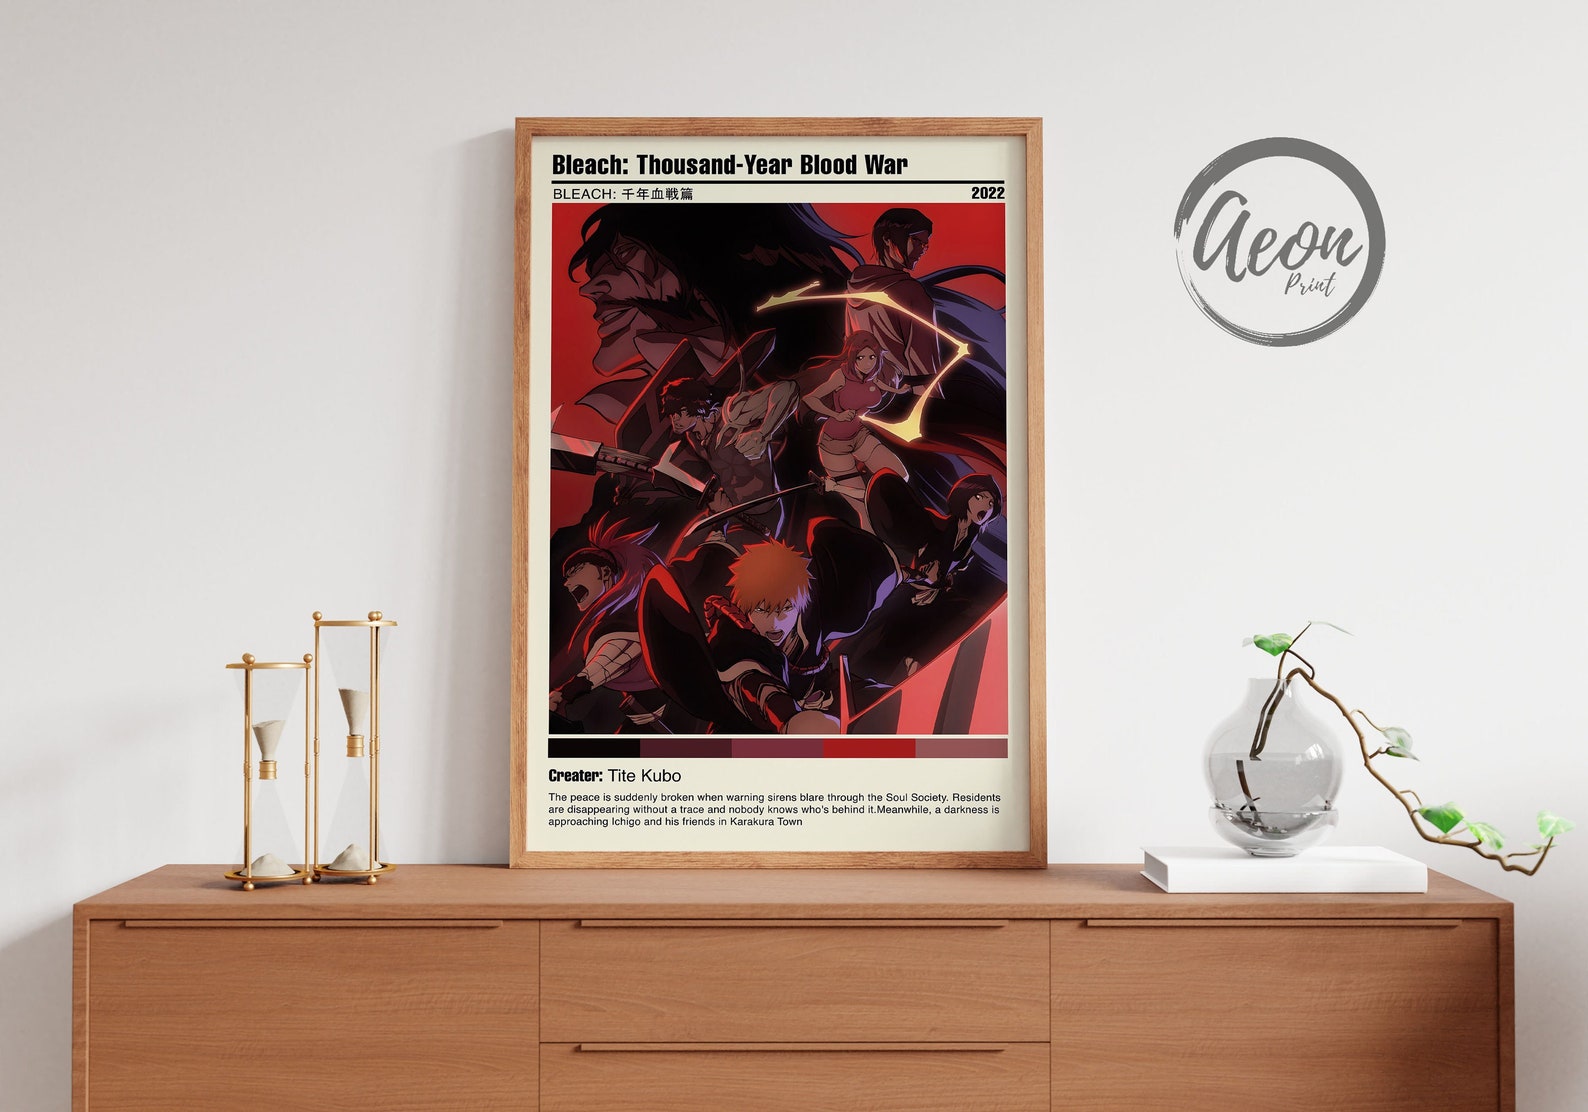 Bleach: Thousand-Year Blood War
BLEACH: 千年血戦篇 2022
Creater: Tite Kubo
The peace is suddenly broken when warning sirens blare through the Soul Society. Residents
are disappearing without a trace and nobody knows who's behind it.Meanwhile, a darkness is
approaching Ichigo and his friends in Karakura Town
aeon
Print